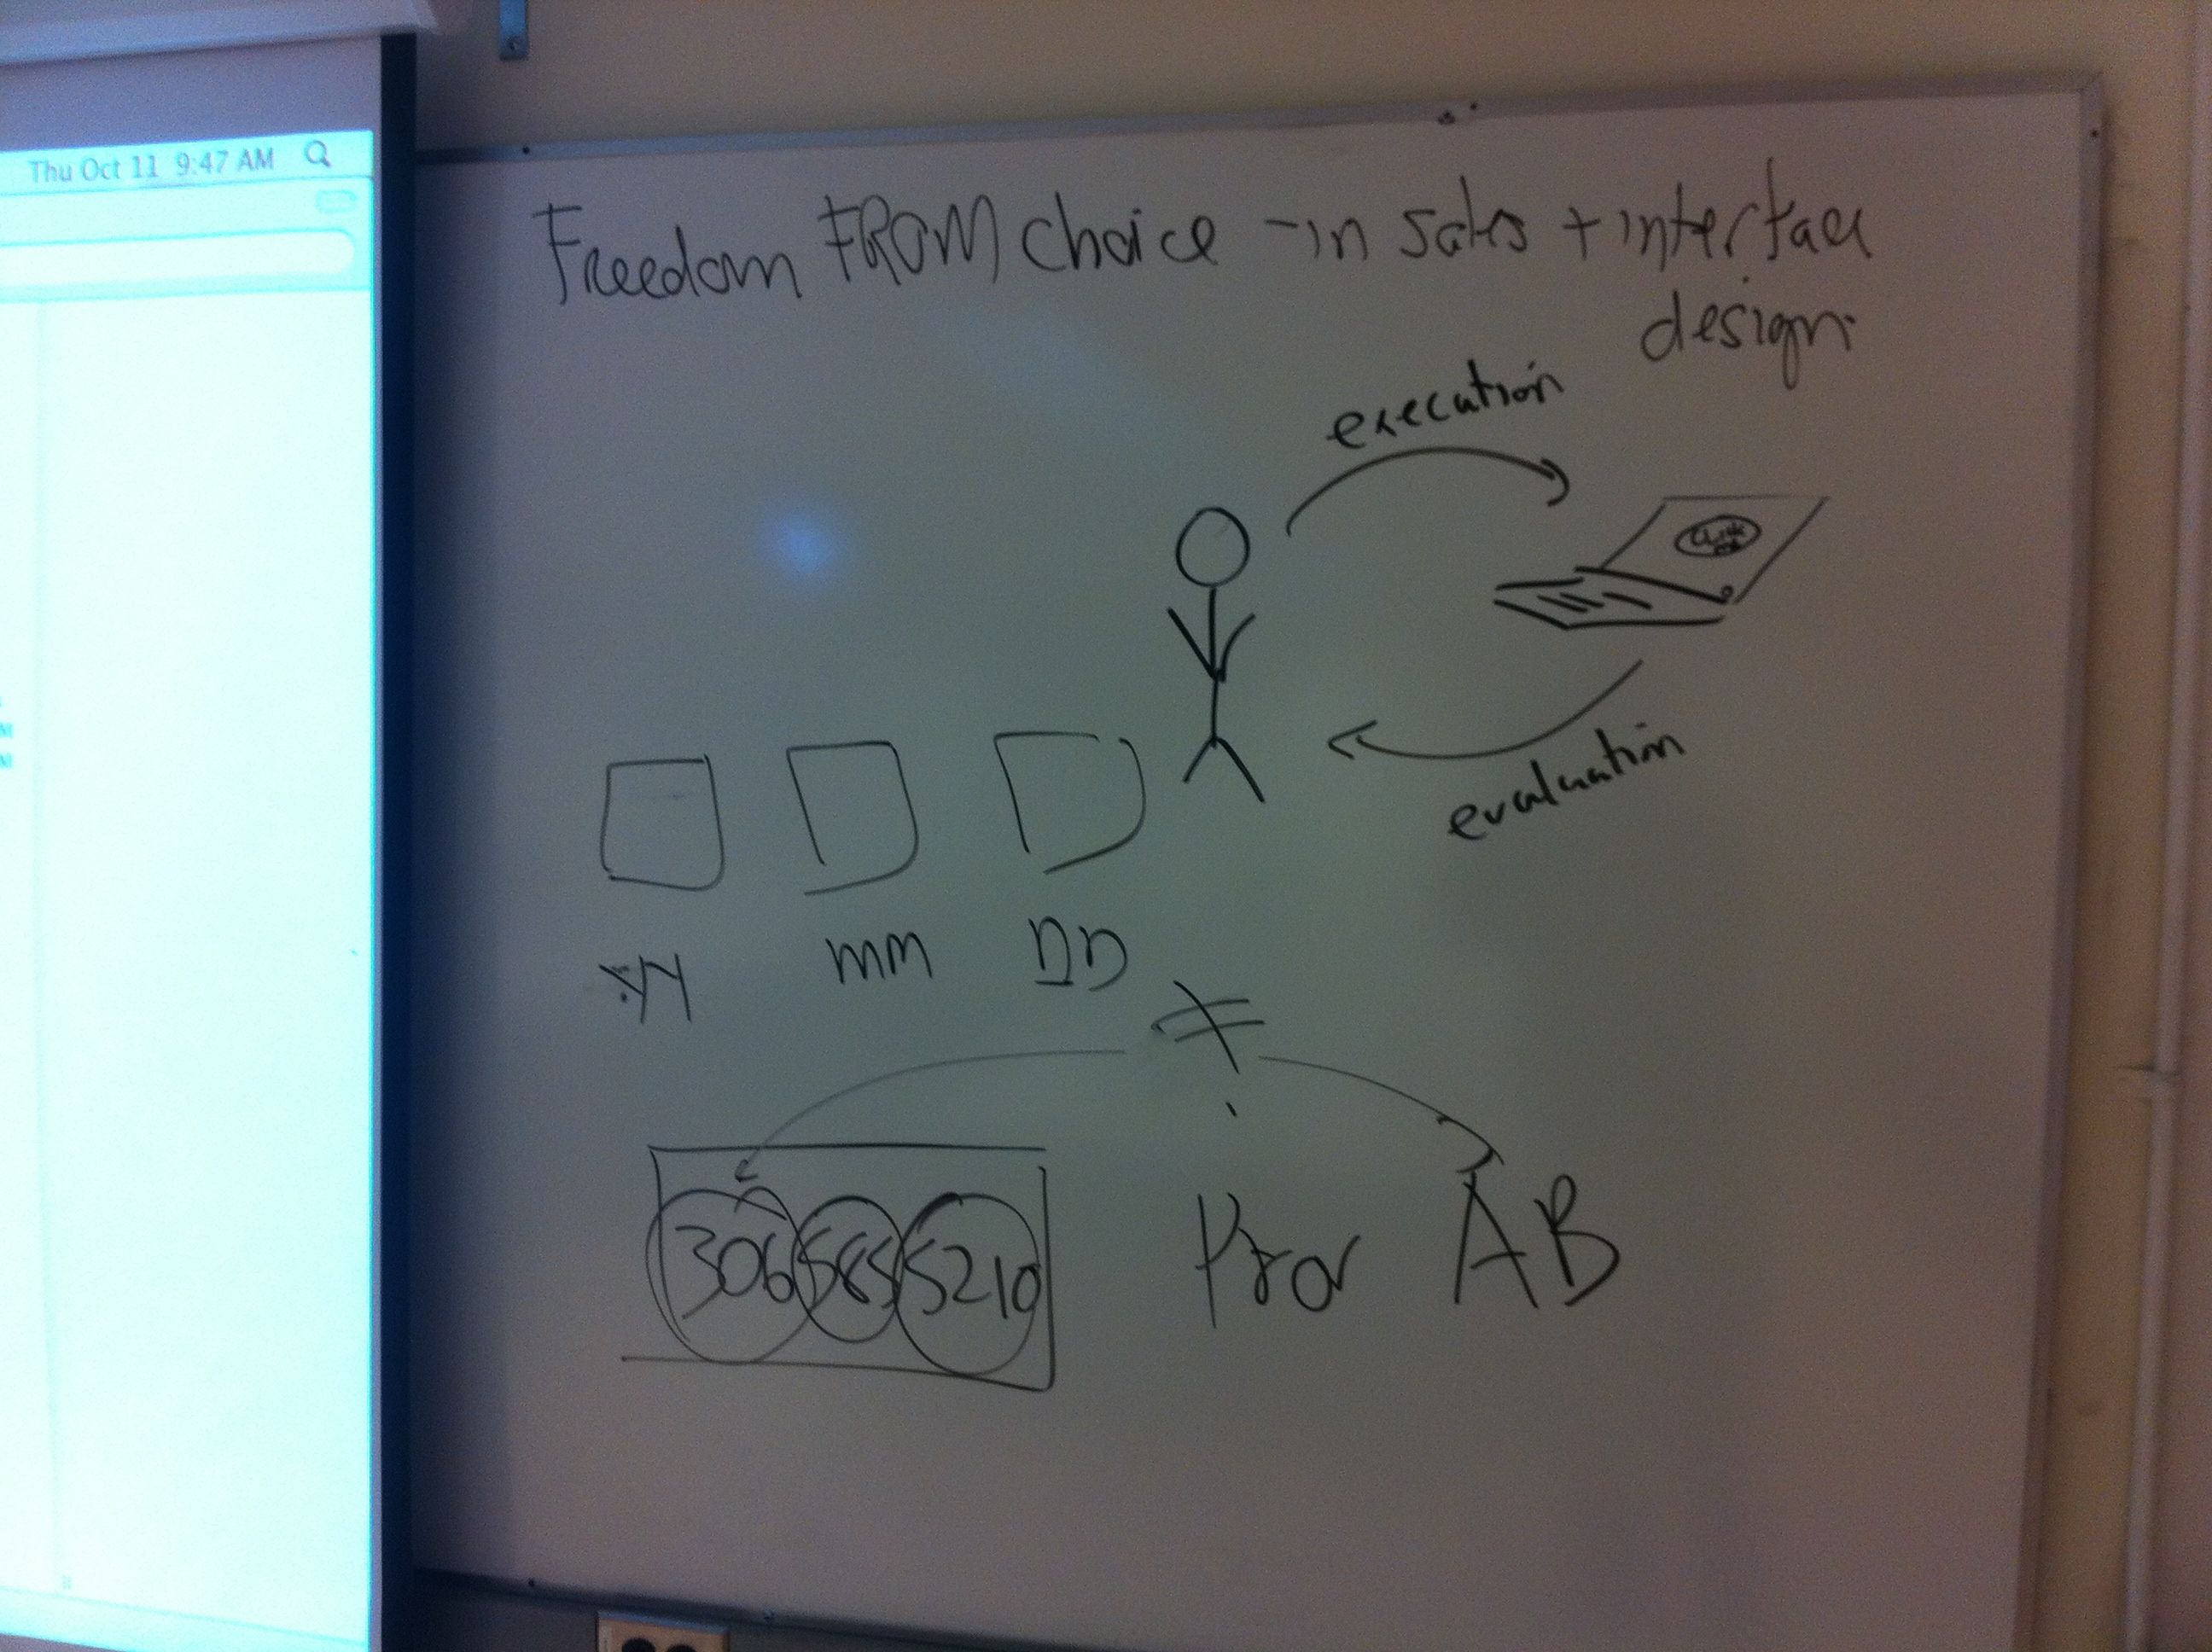 Thu Oct 11 9:47 AM
Freedom FROM choice - in sales + interface
design
execution
Click
evaluation
YY mm DD
≠
306 585 5210
AB